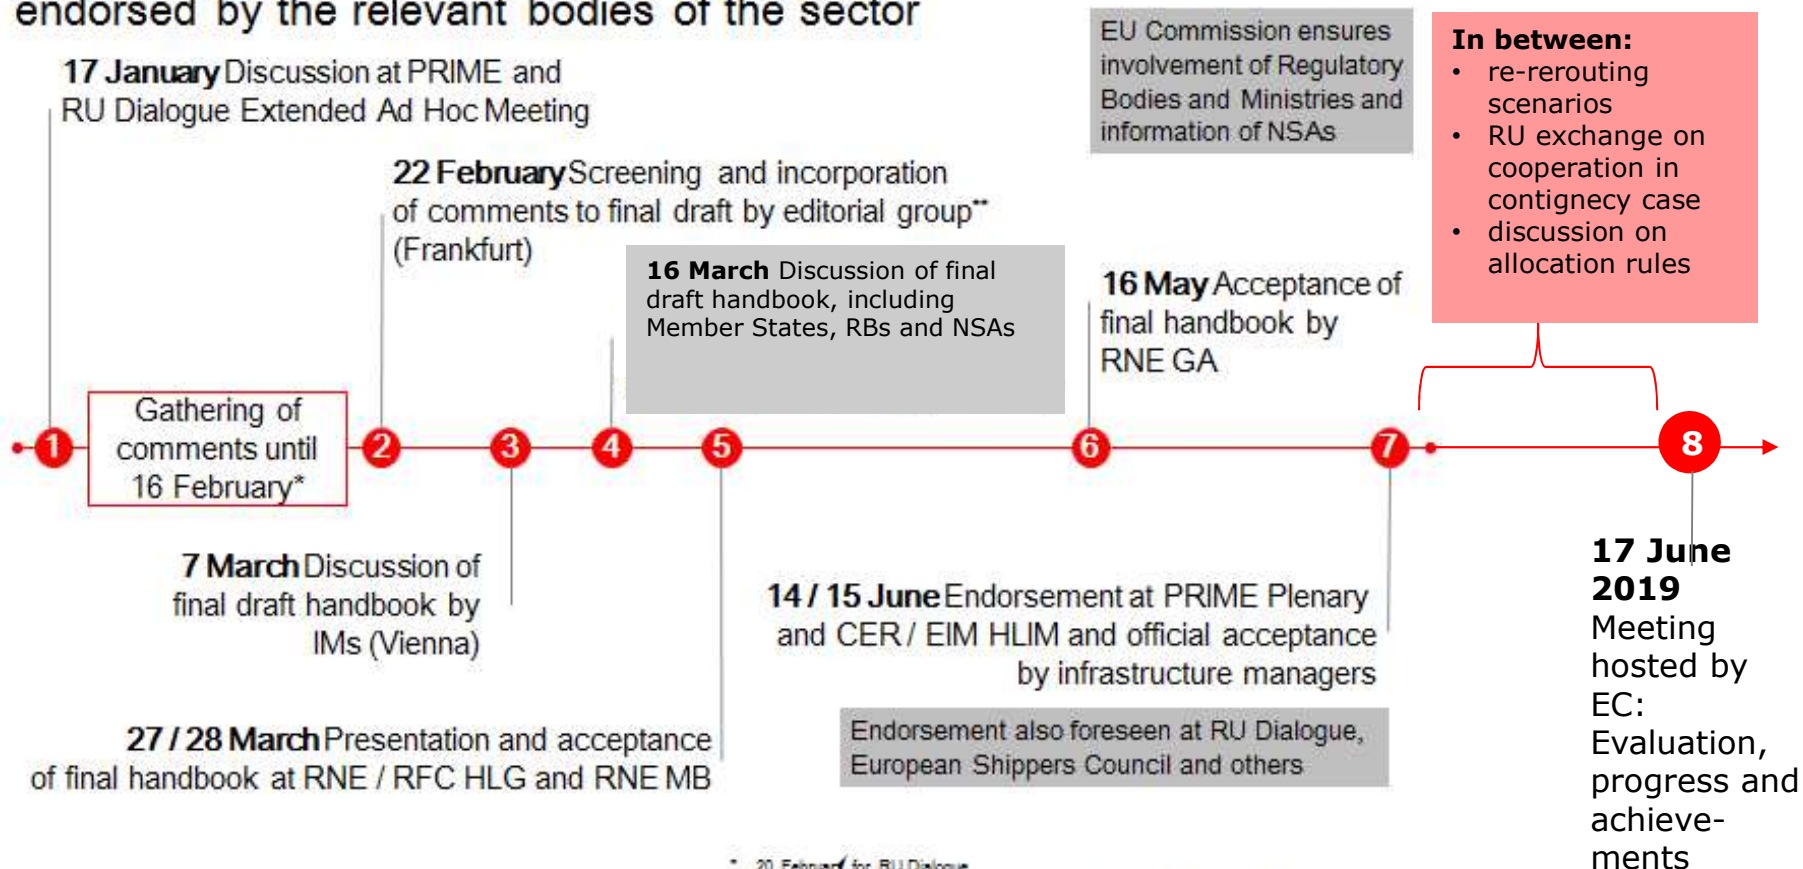 endorsed by the relevant bodies of the sector
17 January Discussion at PRIME and
RU Dialogue Extended Ad Hoc Meeting
22 February Screening and incorporation
of comments to final draft by editorial group**
(Frankfurt)
16 March Discussion of final
draft handbook, including
Member States, RBs and NSAs
EU Commission ensures
involvement of Regulatory
Bodies and Ministries and
information of NSAs
16 May Acceptance of
final handbook by
RNE GA
In between:
• re-rerouting
scenarios
• RU exchange on
cooperation in
contignecy case
• discussion on
allocation rules
1
Gathering of
comments until
16 February*
2
3
4
5
6
7
8
7 March Discussion of
final draft handbook by
IMs (Vienna)
27 / 28 March Presentation and acceptance
of final handbook at RNE / RFC HLG and RNE MB
14 / 15 June Endorsement at PRIME Plenary
and CER / EIM HLIM and official acceptance
by infrastructure managers
Endorsement also foreseen at RU Dialogue,
European Shippers Council and others
17 June
2019
Meeting
hosted by
EC:
Evaluation,
progress and
achieve-
ments
* 20 February for RU Dialogue